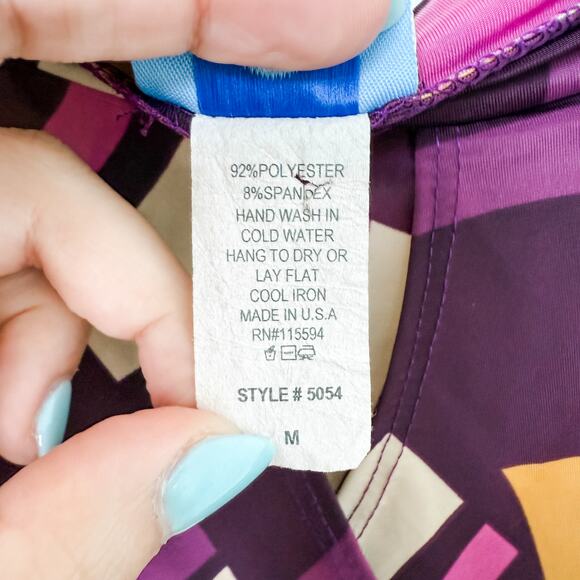 92%POLYESTER
8%SPANDEX
HAND WASH IN
COLD WATER
HANG TO DRY OR
LAY FLAT
COOL IRON
MADE IN U.S.A
RN#115594
STYLE # 5054
M